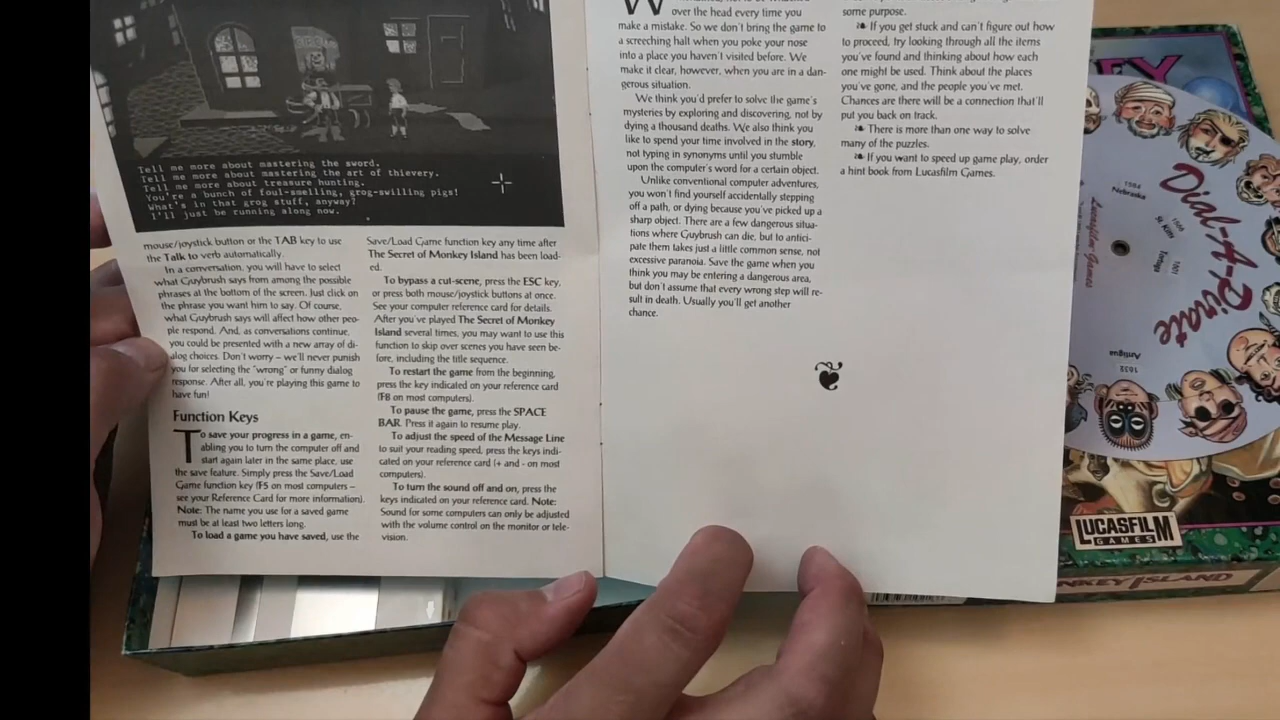 Tell me more about mastering the sword.
Tell me more about mastering the art of thievery.
Tell me more about treasure hunting.
You're a bunch of foul-smelling, grog-swilling pigs!
What's in that grog stuff, anyway?
I'll just be running along now.
mouse/joystick button or the TAB key to use
the Talk to verb automatically.
In a conversation, you will have to select
what Guybrush says from among the possible
phrases at the bottom of the screen. Just click on
the phrase you want him to say. Of course,
what Guybrush says will affect how other peo-
ple respond. And, as conversations continue,
you could be presented with a new array of di-
alog choices. Don't worry – we'll never punish
you for selecting the "wrong" or funny dialog
response. After all, you're playing this game to
have fun!
Function Keys
To save your progress in a game, en-
abling you to turn the computer off and
start again later in the same place, use
the save feature. Simply press the Save/Load
Game function key (F5 on most computers –
see your Reference Card for more information).
Note: The name you use for a saved game
must be at least two letters long.
To load a game you have saved, use the
Save/Load Game function key any time after
The Secret of Monkey Island has been load-
ed.
To bypass a cut-scene, press the ESC key,
or press both mouse/joystick buttons at once.
See your computer reference card for details.
After you've played The Secret of Monkey
Island several times, you may want to use this
function to skip over scenes you have seen be-
fore, including the title sequence.
To restart the game from the beginning,
press the key indicated on your reference card
(F8 on most computers).
To pause the game, press the SPACE
BAR. Press it again to resume play.
To adjust the speed of the Message Line
to suit your reading speed, press the keys indi-
cated on your reference card (+ and - on most
computers).
To turn the sound off and on, press the
keys indicated on your reference card. Note:
Sound for some computers can only be adjusted
with the volume control on the monitor or tele-
vision.
over the head every time you
make a mistake. So we don't bring the game to
a screeching halt when you poke your nose
into a place you haven't visited before. We
make it clear, however, when you are in a dan-
gerous situation.
We think you'd prefer to solve the game's
mysteries by exploring and discovering, not by
dying a thousand deaths. We also think you
like to spend your time involved in the story,
not typing in synonyms until you stumble
upon the computer's word for a certain object.
Unlike conventional computer adventures,
you won't find yourself accidentally stepping
off a path, or dying because you've picked up a
sharp object. There are a few dangerous situa-
tions where Guybrush can die, but to antici-
pate them takes just a little common sense, not
excessive paranoia. Save the game when you
think you may be entering a dangerous area,
but don't assume that every wrong step will re-
sult in death. Usually you'll get another
chance.
some purpose.
❧ If you get stuck and can't figure out how
to proceed, try looking through all the items
you've found and thinking about how each
one might be used. Think about the places
you've gone, and the people you've met.
Chances are there will be a connection that'll
put you back on track.
❧ There is more than one way to solve
many of the puzzles.
❧ If you want to speed up game play, order
a hint book from Lucasfilm Games.
EY
Dial-A-Pirate
Lucasfilm Games
Nebraska
St. Kitts
Tortuga
Antigua
1632
LUCASFILM
GAMES
MONKEY ISLAND